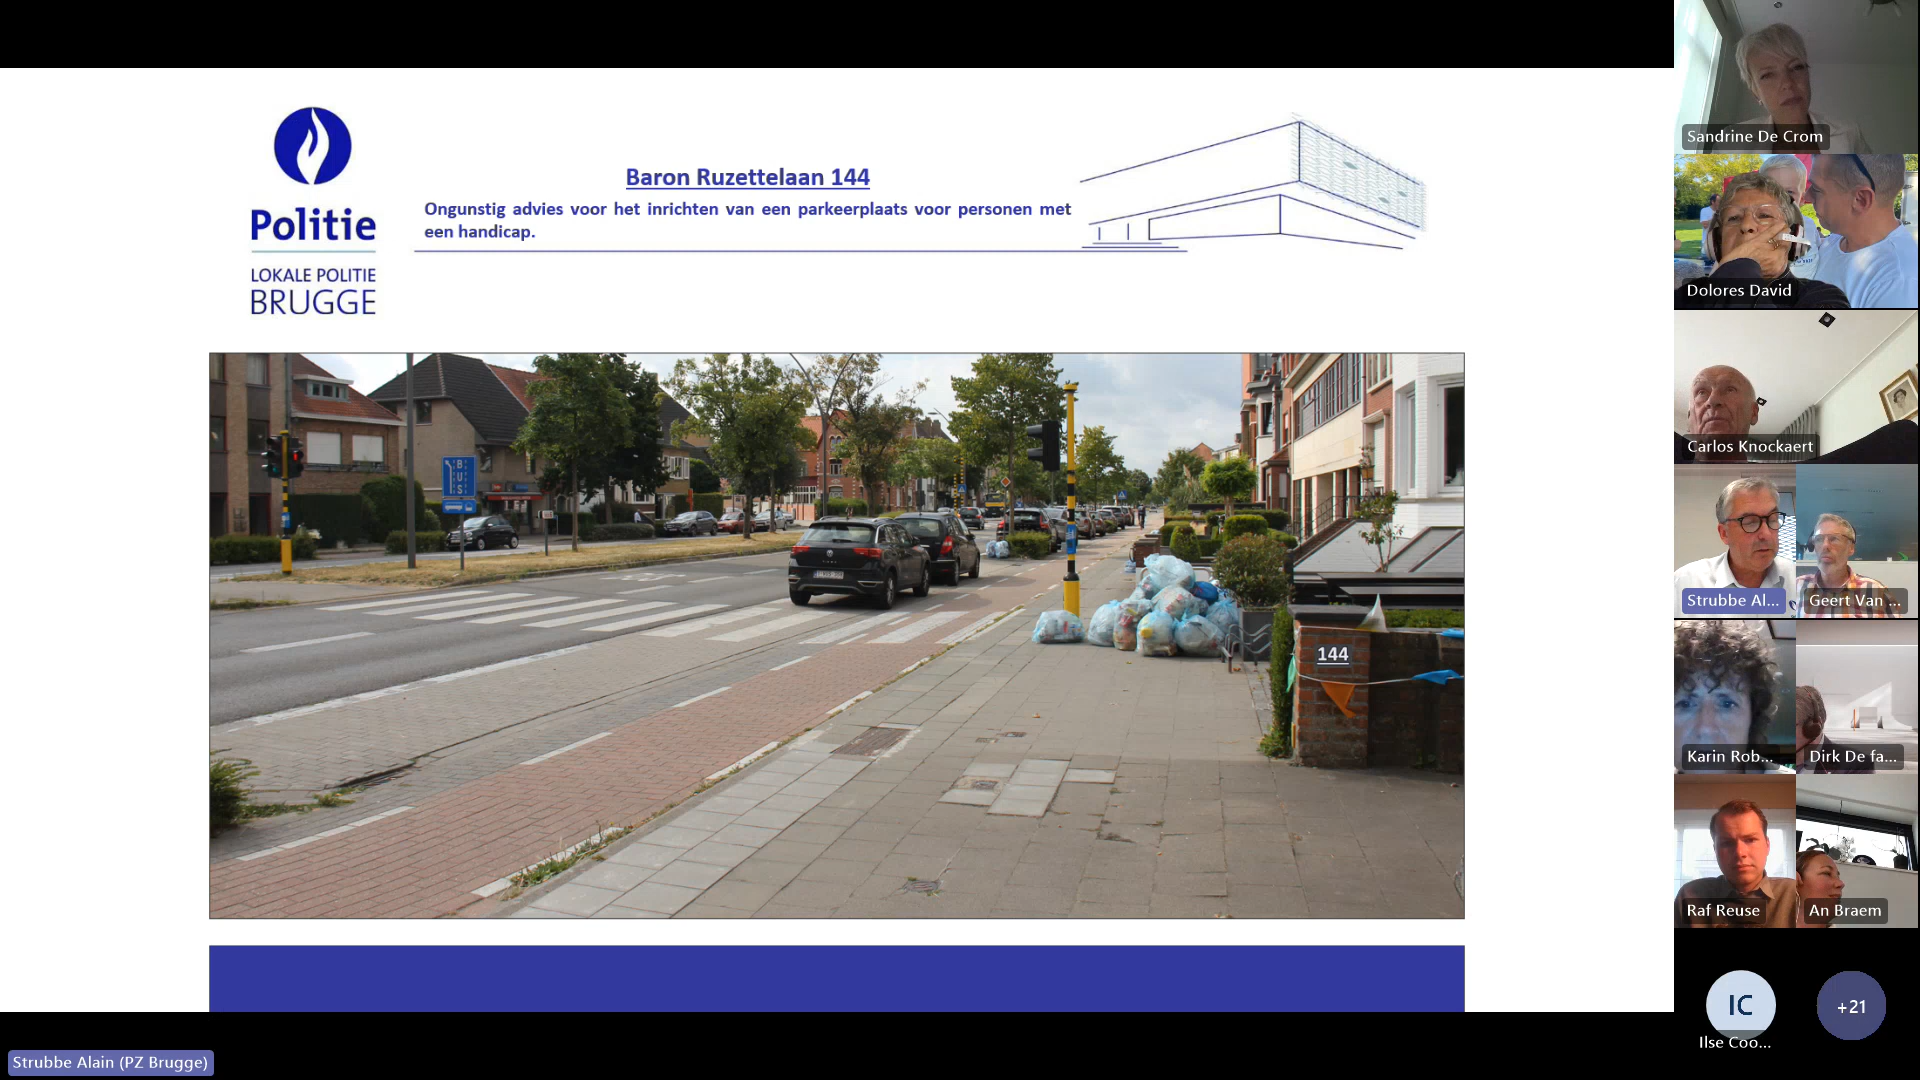 Politie
LOKALE POLITIE
BRUGGE
Baron Ruzettelaan 144
Ongunstig advies voor het inrichten van een parkeerplaats voor personen met
een handicap.
BUS
144
Sandrine De Crom
Dolores David
Carlos Knockaert
Strubbe Al...
Geert Van ...
Karin Rob...
Dirk De fa...
Raf Reuse
An Braem
IC
Ilse Coo...
+21
Strubbe Alain (PZ Brugge)